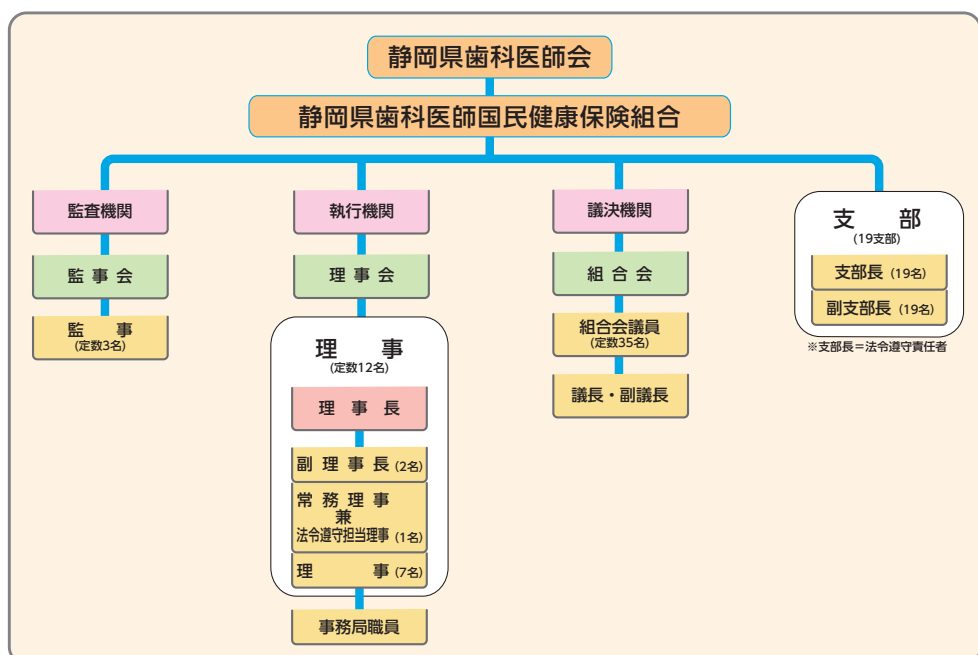 静岡県歯科医師会
静岡県歯科医師国民健康保険組合
監査機関
監事会
監事
(定数3名)
執行機関
理事会
理事
(定数12名)
理事長
副理事長 (2名)
常務理事
兼
法令遵守担当理事 (1名)
理事 (7名)
事務局職員
議決機関
組合会
組合会議員
(定数35名)
議長・副議長
支部
(19支部)
支部長 (19名)
副支部長 (19名)
※支部長=法令遵守責任者